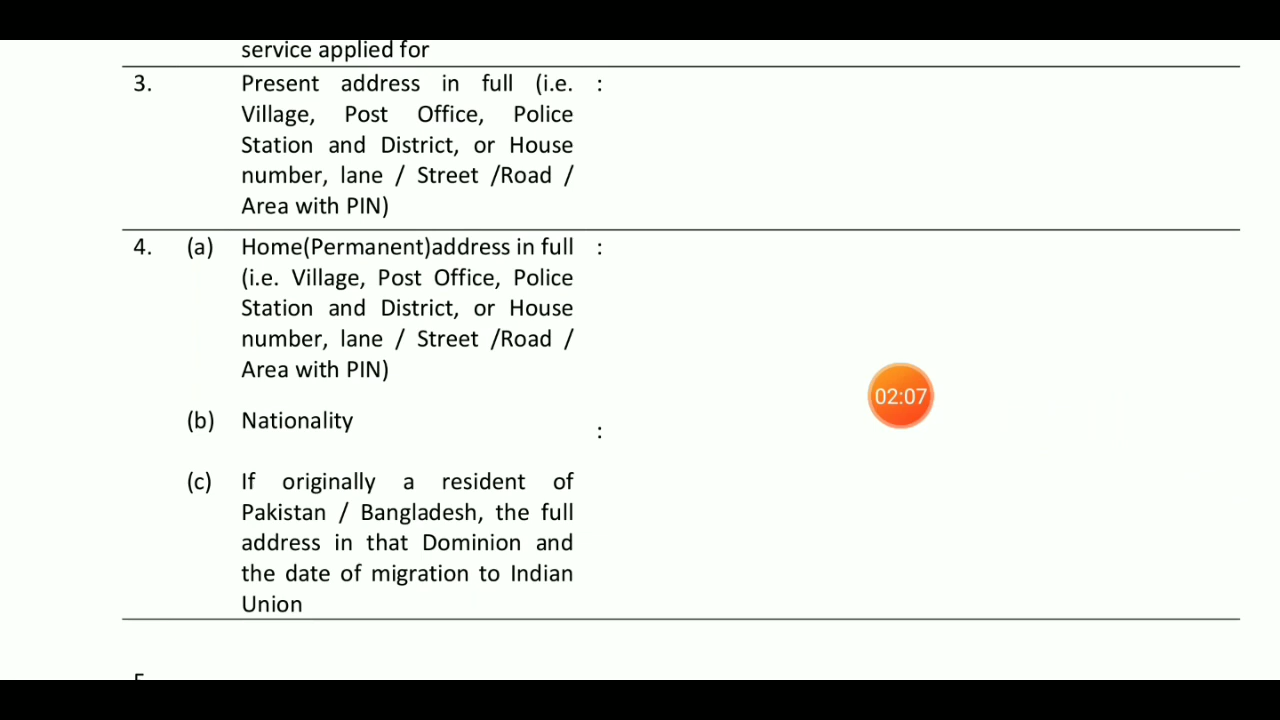 service applied for
3. Present address in full (i.e. :
Village, Post Office, Police
Station and District, or House
number, lane / Street /Road /
Area with PIN)
4. (a) Home(Permanent)address in full :
(i.e. Village, Post Office, Police
Station and District, or House
number, lane / Street /Road /
Area with PIN)
02:07
(b) Nationality :
(c) If originally a resident of
Pakistan / Bangladesh, the full
address in that Dominion and
the date of migration to Indian
Union